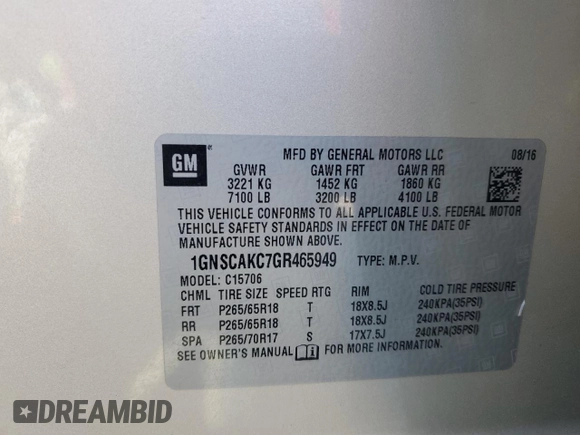 GM
MFD BY GENERAL MOTORS LLC 08/16
GVWR GAWR FRT GAWR RR
3221 KG 1452 KG 1860 KG
7100 LB 3200 LB 4100 LB
THIS VEHICLE CONFORMS TO ALL APPLICABLE U.S. FEDERAL MOTOR
VEHICLE SAFETY STANDARDS IN EFFECT ON THE DATE OF
MANUFACTURE SHOWN ABOVE.
1GNSCAKC7GR465949 TYPE: M.P.V.
MODEL: C15706
CHML TIRE SIZE SPEED RTG RIM COLD TIRE PRESSURE
FRT P265/65R18 T 18X8.5J 240KPA(35PSI)
RR P265/65R18 T 18X8.5J 240KPA(35PSI)
SPA P265/70R17 S 17X7.5J 240KPA(35PSI)
SEE OWNER'S MANUAL FOR MORE INFORMATION.
DREAMBID